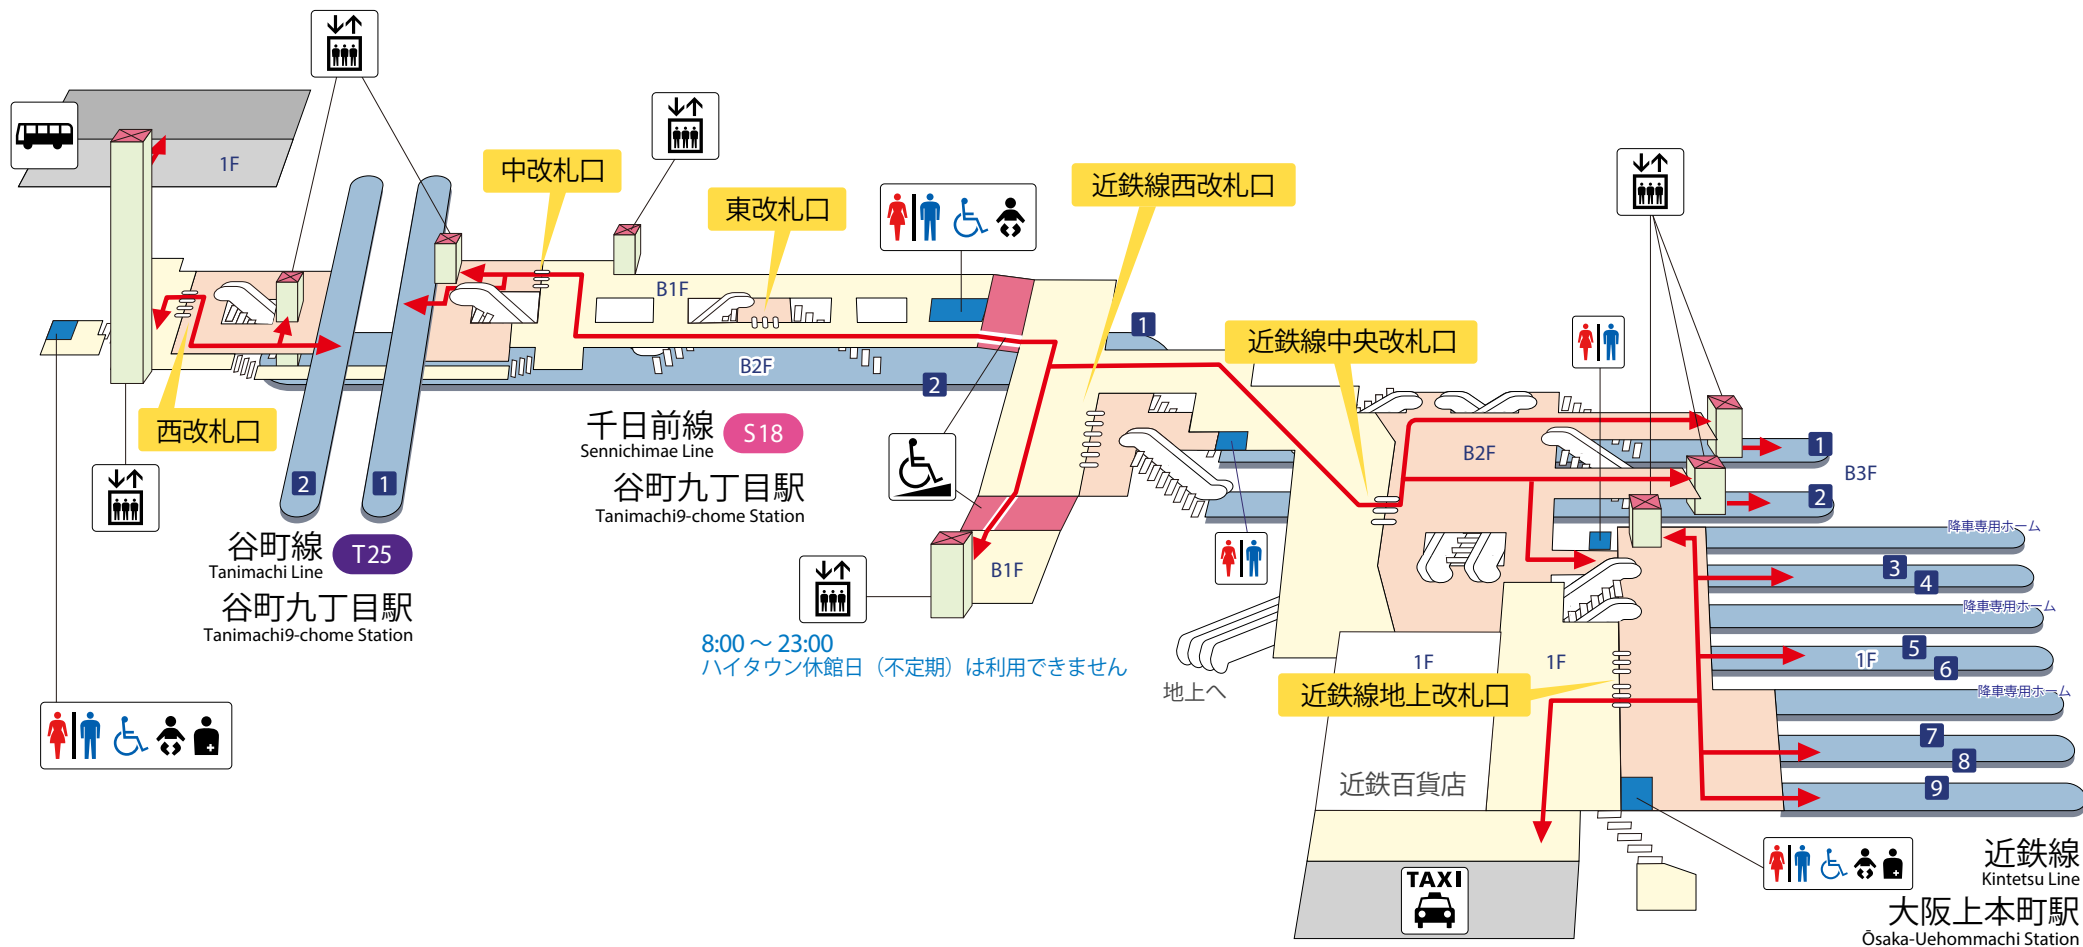 1F
中改札口
東改札口
近鉄線西改札口
B1F
1
近鉄線中央改札口
B2F
2
西改札口
千日前線 S18
Sennichimae Line
谷町九丁目駅
Tanimachi9-chome Station
2
1
谷町線 T25
Tanimachi Line
谷町九丁目駅
Tanimachi9-chome Station
B1F
8:00 ～ 23:00
ハイタウン休館日（不定期）は利用できません
地上へ
B2F
1
B3F
2
降車専用ホーム
3
4
降車専用ホーム
5
1F
6
降車専用ホーム
7
8
9
1F
1F
近鉄線地上改札口
近鉄百貨店
TAXI
近鉄線
Kintetsu Line
大阪上本町駅
Ōsaka-Uehommachi Station